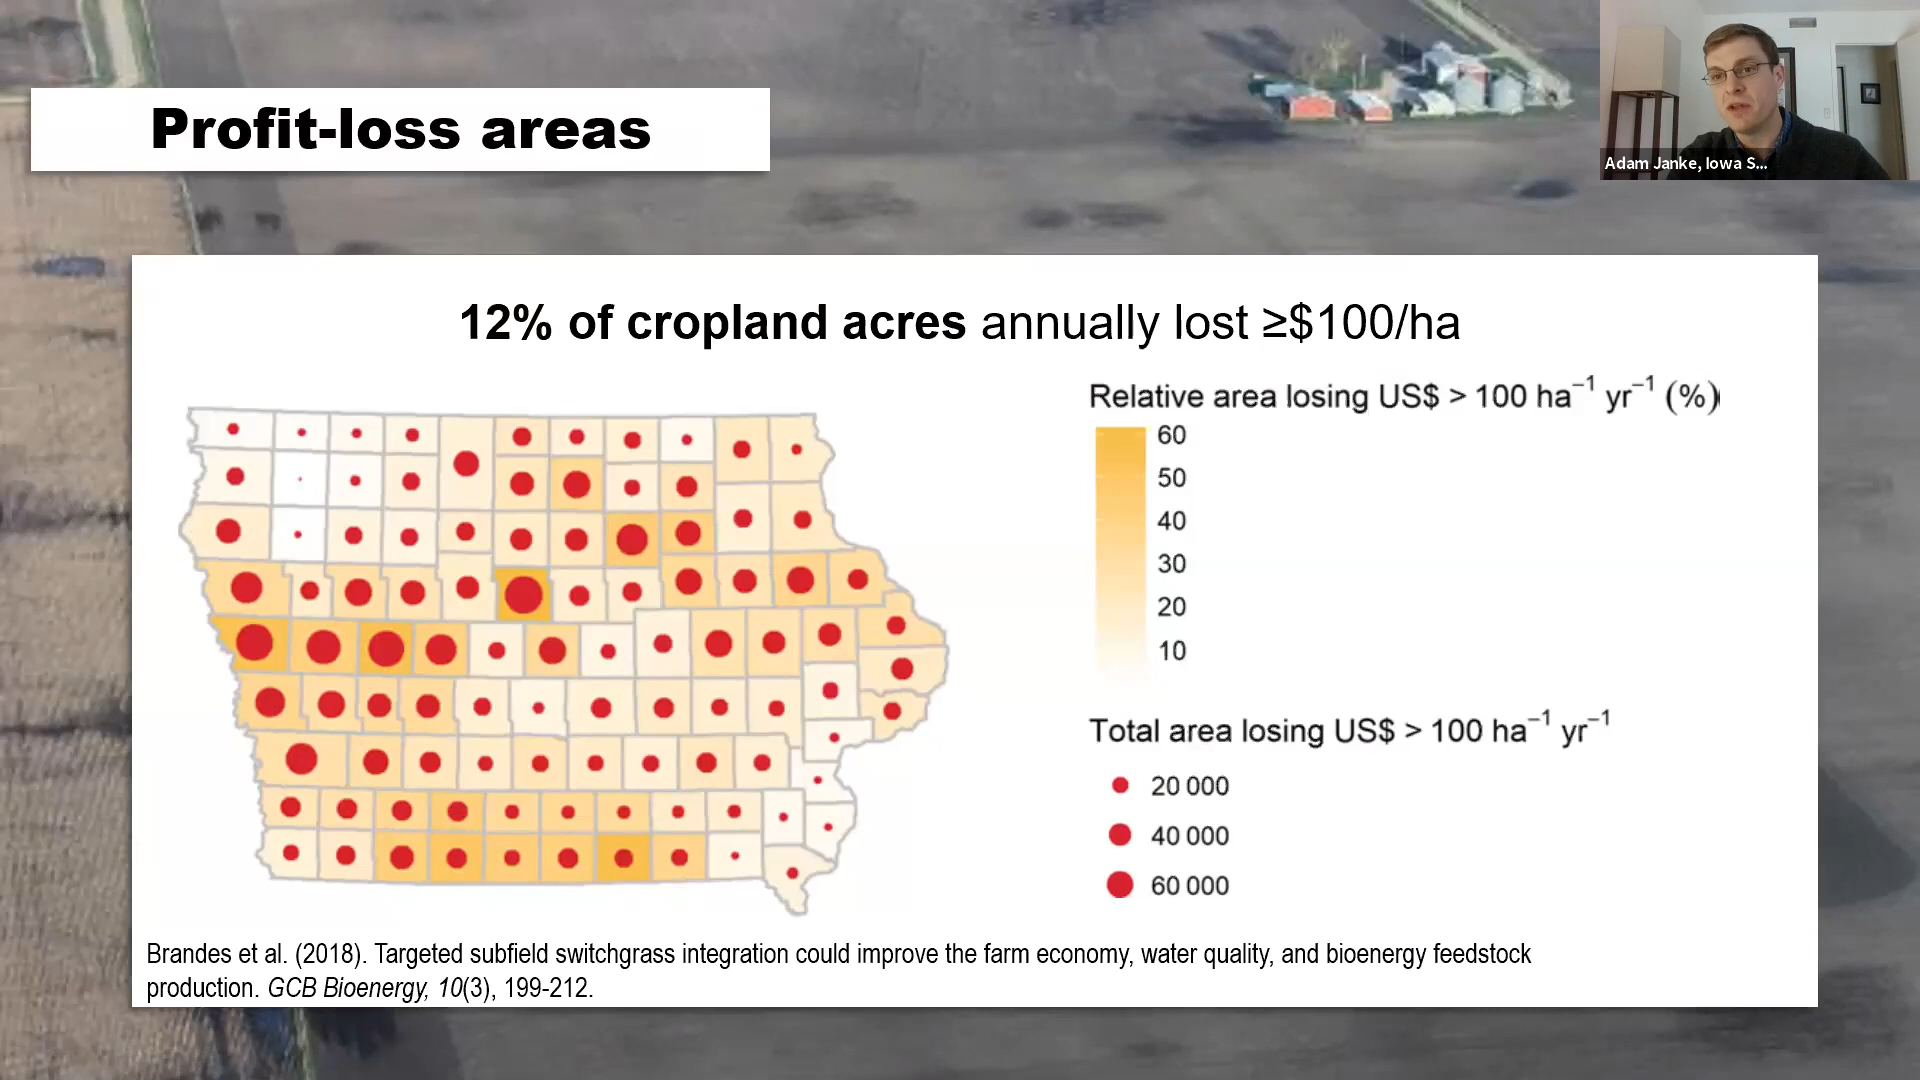 Profit-loss areas
Adam Janke, Iowa S...
12% of cropland acres annually lost ≥$100/ha
Relative area losing US$ > 100 ha⁻¹ yr⁻¹ (%)
60
50
40
30
20
10
Total area losing US$ > 100 ha⁻¹ yr⁻¹
20 000
40 000
60 000
Brandes et al. (2018). Targeted subfield switchgrass integration could improve the farm economy, water quality, and bioenergy feedstock
production. GCB Bioenergy, 10(3), 199-212.